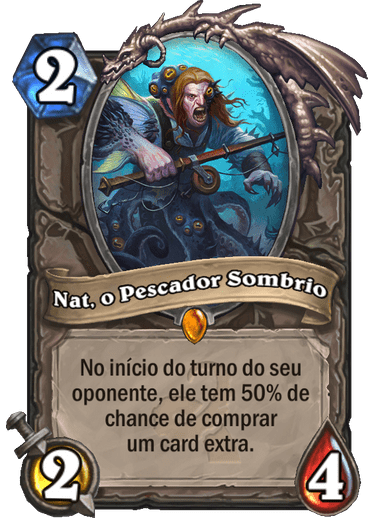 2
Nat, o Pescador Sombrio
No início do turno do seu
oponente, ele tem 50% de
chance de comprar
um card extra.
2
4